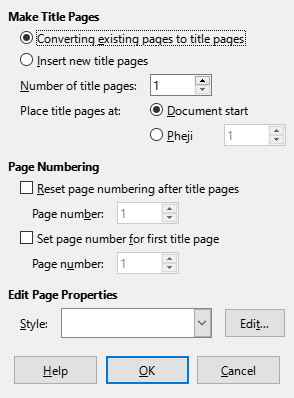 Make Title Pages
Converting existing pages to title pages
Insert new title pages
Number of title pages: 1
Place title pages at: Document start
Pheji 1
Page Numbering
Reset page numbering after title pages
Page number: 1
Set page number for first title page
Page number: 1
Edit Page Properties
Style: Edit...
Help OK Cancel